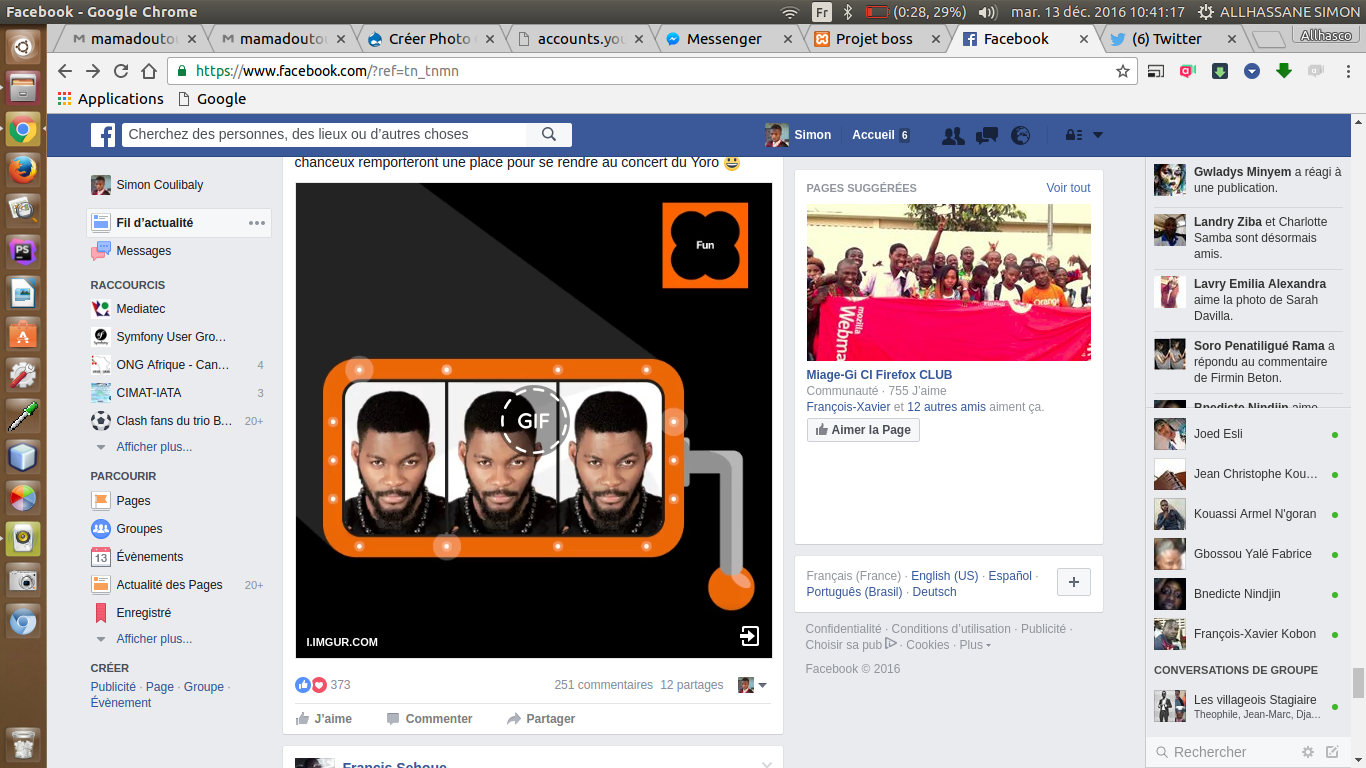 Facebook - Google Chrome
Fr
(0:28, 29%)
mar. 13 déc. 2016 10:41:17
ALLHASSANE SIMON
mamadoutou
mamadoutou
Créer Photo
accounts.you
Messenger
Projet boss
Facebook
(6) Twitter
Allhasco
https://www.facebook.com/?ref=tn_tnmn
Applications
Google
Cherchez des personnes, des lieux ou d'autres choses
Simon
Accueil 6
Simon Coulibaly
Fil d'actualité
Messages
RACCOURCIS
Mediatec
Symfony User Gro...
ONG Afrique - Can... 4
CIMAT-IATA 3
Clash fans du trio B... 20+
Afficher plus...
PARCOURIR
Pages
Groupes
13 Évènements
Actualité des Pages 20+
Enregistré
Afficher plus...
CRÉER
Publicité · Page · Groupe ·
Évènement
chanceux remporteront une place pour se rendre au concert du Yoro
Fun
GIF
I.IMGUR.COM
373
251 commentaires 12 partages
J'aime
Commenter
Partager
Francis Sehoue
PAGES SUGGÉRÉES
Voir tout
mozilla
Webma
Orange
Miage-Gi CI Firefox CLUB
Communauté · 755 J'aime
François-Xavier et 12 autres amis aiment ça.
Aimer la Page
Français (France) · English (US) · Español ·
Português (Brasil) · Deutsch
Confidentialité · Conditions d'utilisation · Publicité ·
Choisir sa pub · Cookies · Plus
Facebook © 2016
Gwladys Minyem a réagi à
une publication.
Landry Ziba et Charlotte
Samba sont désormais
amis.
Lavry Emilia Alexandra
aime la photo de Sarah
Davilla.
Soro Penatiligué Rama a
répondu au commentaire
de Firmin Beton.
Bnedicte Nindjin aime
Joed Esli
Jean Christophe Kou...
Kouassi Armel N'goran
Gbossou Yalé Fabrice
Bnedicte Nindjin
François-Xavier Kobon
CONVERSATIONS DE GROUPE
Les villageois Stagiaire
Theophile, Jean-Marc, Dja...
Rechercher